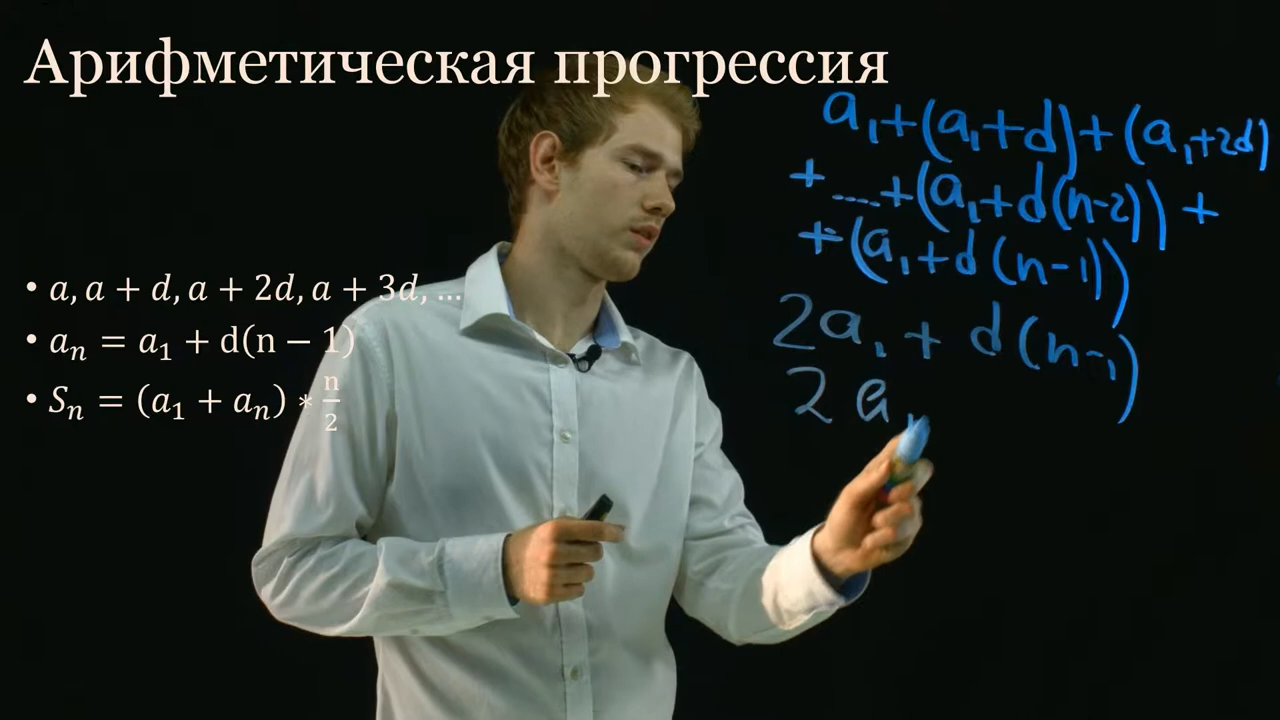 Арифметическая прогрессия
• a, a + d, a + 2d, a + 3d, ...
• aₙ = a₁ + d(n − 1)
• Sₙ = (a₁ + aₙ) * n/2
a₁+(a₁+d)+(a₁+2d)
+....+(a₁+d(n-2))+
+(a₁+d(n-1))
2a₁+d(n-1)
2a₁